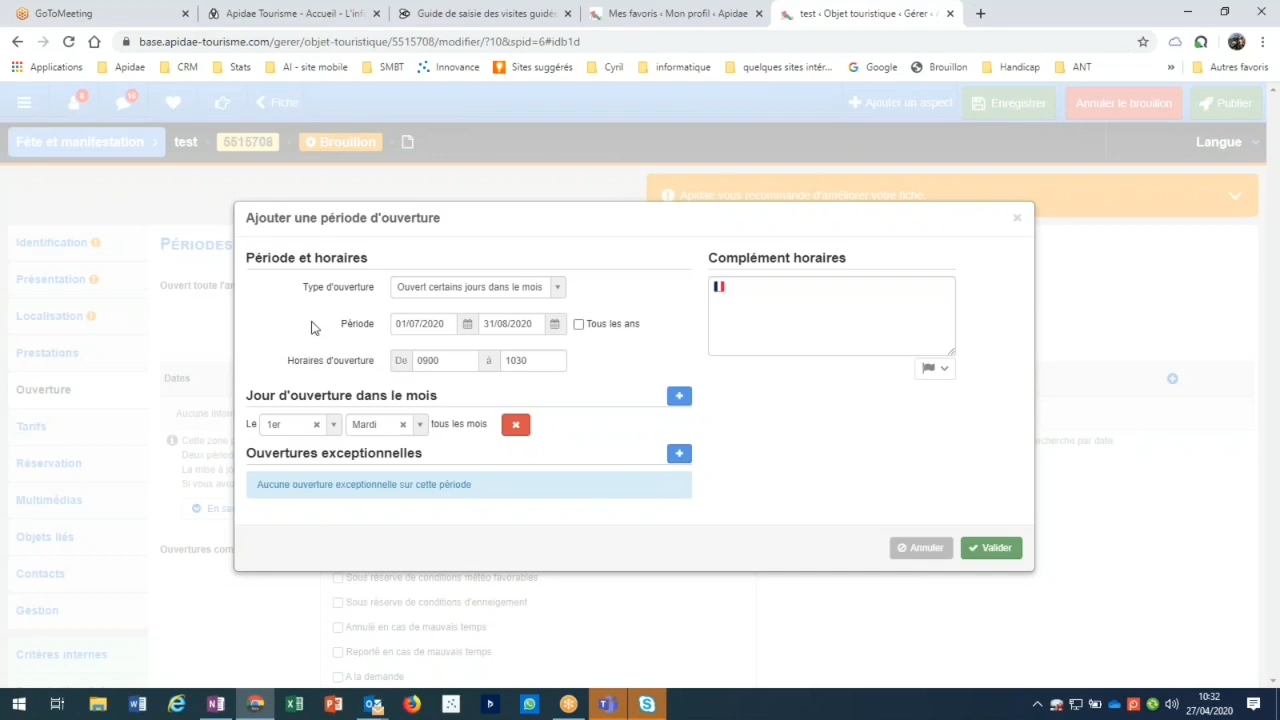 GoToMeeting
Apidae Tourisme - Accueil - L'inf
Guide de saisie des visites guidée
Mes favoris ‹ Mon profil ‹ Apidae
test ‹ Objet touristique ‹ Gérer ‹ A
base.apidae-tourisme.com/gerer/objet-touristique/5515708/modifier/?10&spid=6#idb1d
Applications
Apidae
CRM
Stats
AI - site mobile
SMBT
Innovance
Sites suggérés
Cyril
informatique
quelques sites intér...
Google
Brouillon
Handicap
ANT
»
Autres favoris
Fiche
Ajouter un aspect
Enregistrer
Annuler le brouillon
Publier
Fête et manifestation
test
5515708
Brouillon
Langue
Apidae vous recommande d'améliorer votre fiche.
Ajouter une période d'ouverture
Identification
Présentation
Localisation
Prestations
Ouverture
Tarifs
Réservation
Multimédias
Objets liés
Contacts
Gestion
Critères internes
Périodes
Ouvert toute l'an
Dates
Aucune inform
Cette zone p
Deux périod
La mise à jo
Si vous avez
En sa
echerche par date
Ouvertures com
Période et horaires
Complément horaires
Type d'ouverture
Ouvert certains jours dans le mois
Période
01/07/2020
31/08/2020
Tous les ans
Horaires d'ouverture
De
0900
à
1030
Jour d'ouverture dans le mois
Le
1er
Mardi
tous les mois
Ouvertures exceptionnelles
Aucune ouverture exceptionnelle sur cette période
Annuler
Valider
Sous réserve de conditions météo favorables
Sous réserve de conditions d'enneigement
Annulé en cas de mauvais temps
Reporté en cas de mauvais temps
A la demande
10:32
27/04/2020